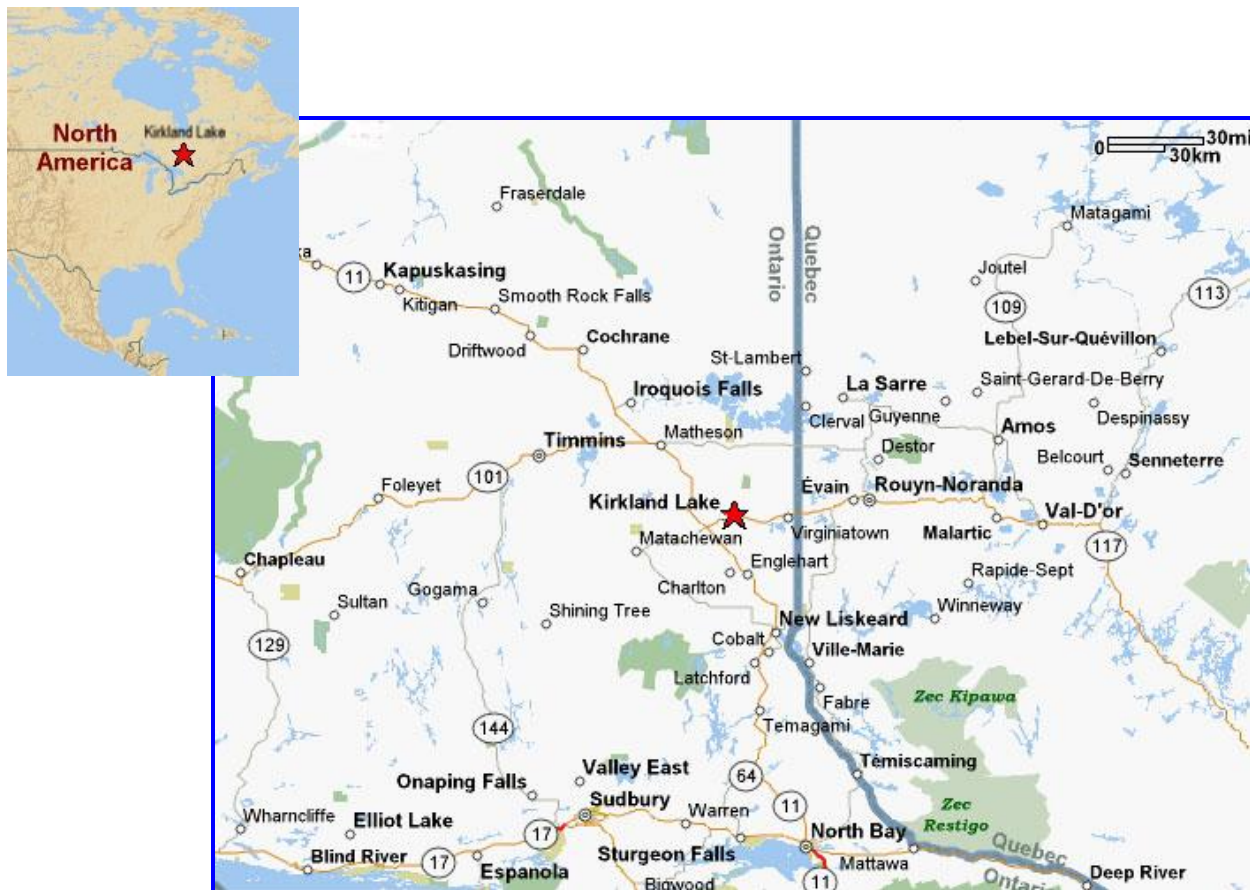 North
America
Kirkland Lake
30mi
0
30km
Fraserdale
Matagami
Ontario
Quebec
11
Kapuskasing
Kitigan
Smooth Rock Falls
Joutel
109
113
Driftwood
Cochrane
St-Lambert
Lebel-Sur-Quévillon
Iroquois Falls
La Sarre
Saint-Gerard-De-Berry
Clerval
Guyenne
Despinassy
Timmins
Matheson
Destor
Amos
Belcourt
Senneterre
101
Foleyet
Kirkland Lake
Évain
Rouyn-Noranda
Val-D'or
Matachewan
Virginiatown
Malartic
117
Chapleau
Charlton
Englehart
Rapide-Sept
Gogama
Sultan
Shining Tree
Winneway
New Liskeard
129
Cobalt
Ville-Marie
Latchford
Fabre
Zec Kipawa
Temagami
144
Valley East
64
Témiscaming
Onaping Falls
Sudbury
11
Zec
Restigo
Wharncliffe
Elliot Lake
17
Warren
North Bay
Blind River
17
Espanola
Sturgeon Falls
Mattawa
Quebec
Ontario
Deep River
Bigwood
11